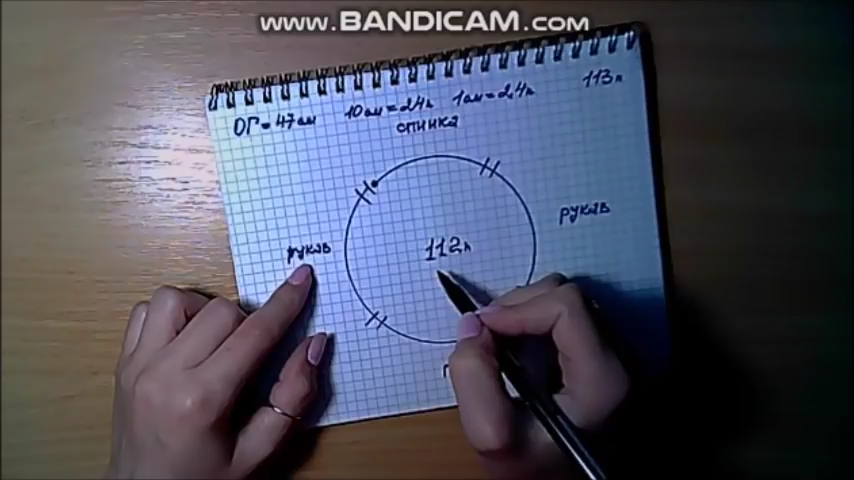 www.BANDICAM.com
ОГ=47см 10см=24п 1см=2,4п 113п
спинка
рукав
рукав
112п